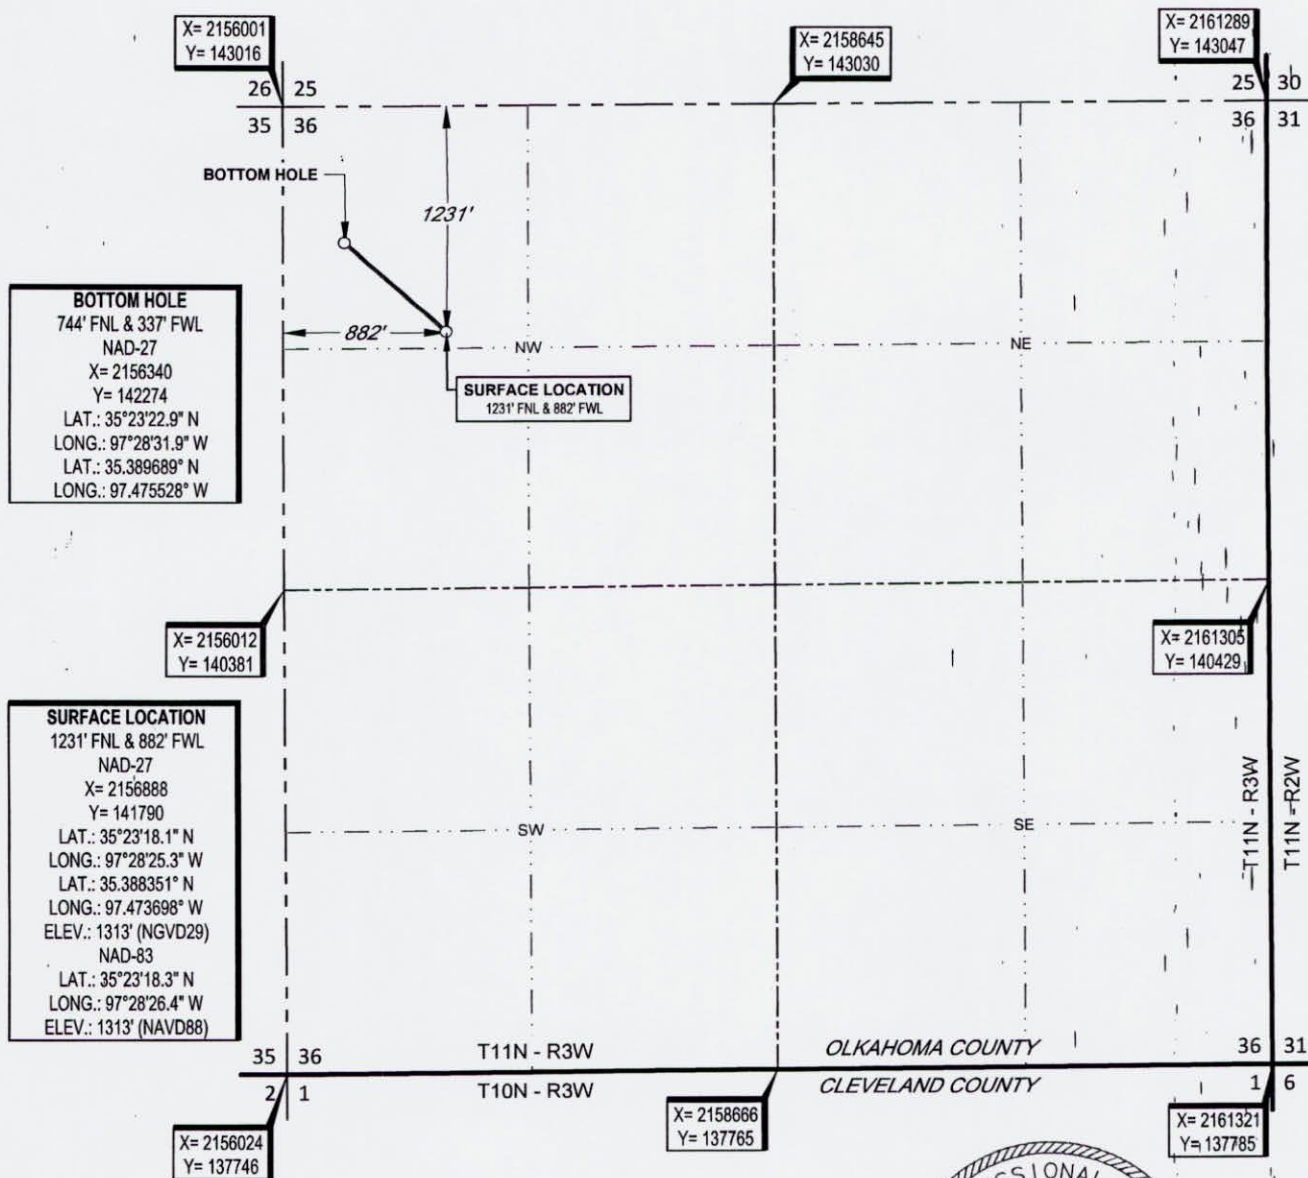 X= 2156001
Y= 143016
X= 2158645
Y= 143030
X= 2161289
Y= 143047
26 25
35 36
25 30
36 31
BOTTOM HOLE
1231'
882'
NW
NE
SURFACE LOCATION
1231' FNL & 882' FWL
BOTTOM HOLE
744' FNL & 337' FWL
NAD-27
X= 2156340
Y= 142274
LAT.: 35°23'22.9" N
LONG.: 97°28'31.9" W
LAT.: 35.389689° N
LONG.: 97.475528° W
X= 2156012
Y= 140381
X= 2161305
Y= 140429
SURFACE LOCATION
1231' FNL & 882' FWL
NAD-27
X= 2156888
Y= 141790
LAT.: 35°23'18.1" N
LONG.: 97°28'25.3" W
LAT.: 35.388351° N
LONG.: 97.473698° W
ELEV.: 1313' (NGVD29)
NAD-83
LAT.: 35°23'18.3" N
LONG.: 97°28'26.4" W
ELEV.: 1313' (NAVD88)
SW
SE
T11N - R3W
T11N - R2W
35 36
T11N - R3W
OLKAHOMA COUNTY
36 31
2 1
T10N - R3W
CLEVELAND COUNTY
1 6
X= 2156024
Y= 137746
X= 2158666
Y= 137765
X= 2161321
Y= 137785
SSIONAL